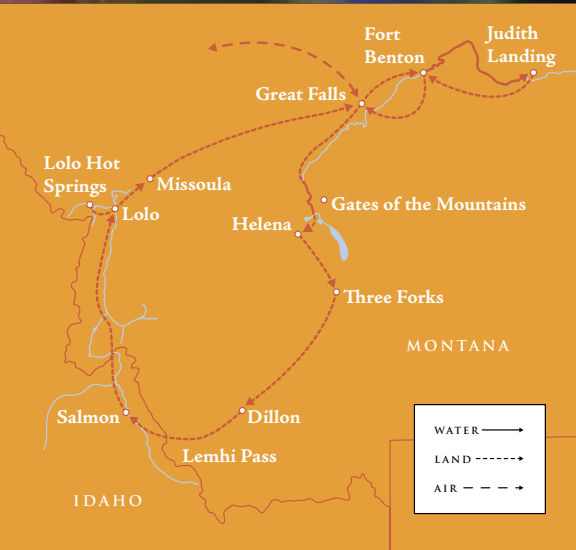 Fort
Benton
Judith
Landing
Great Falls
Lolo Hot
Springs
Missoula
Lolo
Gates of the Mountains
Helena
Three Forks
MONTANA
Salmon
Dillon
Lemhi Pass
IDAHO
WATER
LAND
AIR